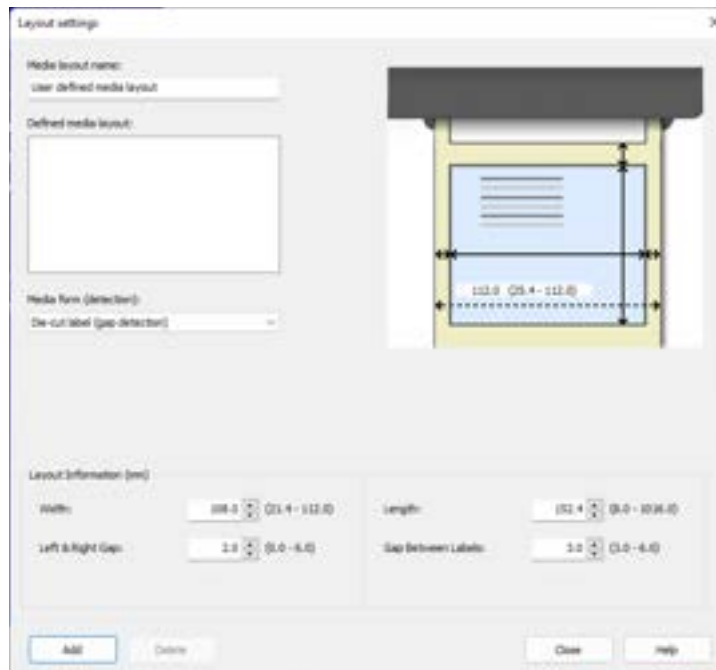 Layout settings
Media layout name:
User defined media layout
Defined media layout:
Media form (detection):
Die-cut label (gap detection)
112.0 (25.4 - 112.0)
Layout Information (mm)
Width:
108.0 (21.4 - 112.0)
Length:
152.4 (8.0 - 1016.0)
Left & Right Gap:
2.0 (0.0 - 6.0)
Gap Between Labels:
3.0 (3.0 - 6.0)
Add
Delete
Close
Help